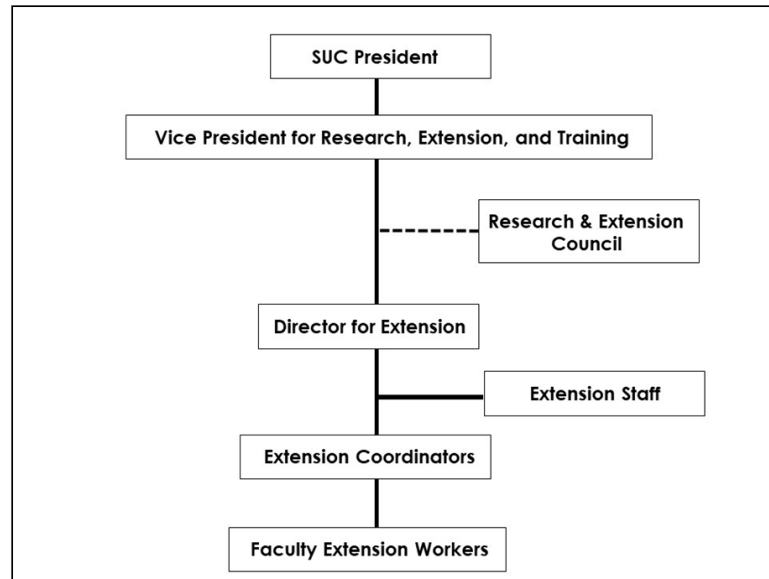 SUC President
Vice President for Research, Extension, and Training
Research & Extension
Council
Director for Extension
Extension Staff
Extension Coordinators
Faculty Extension Workers